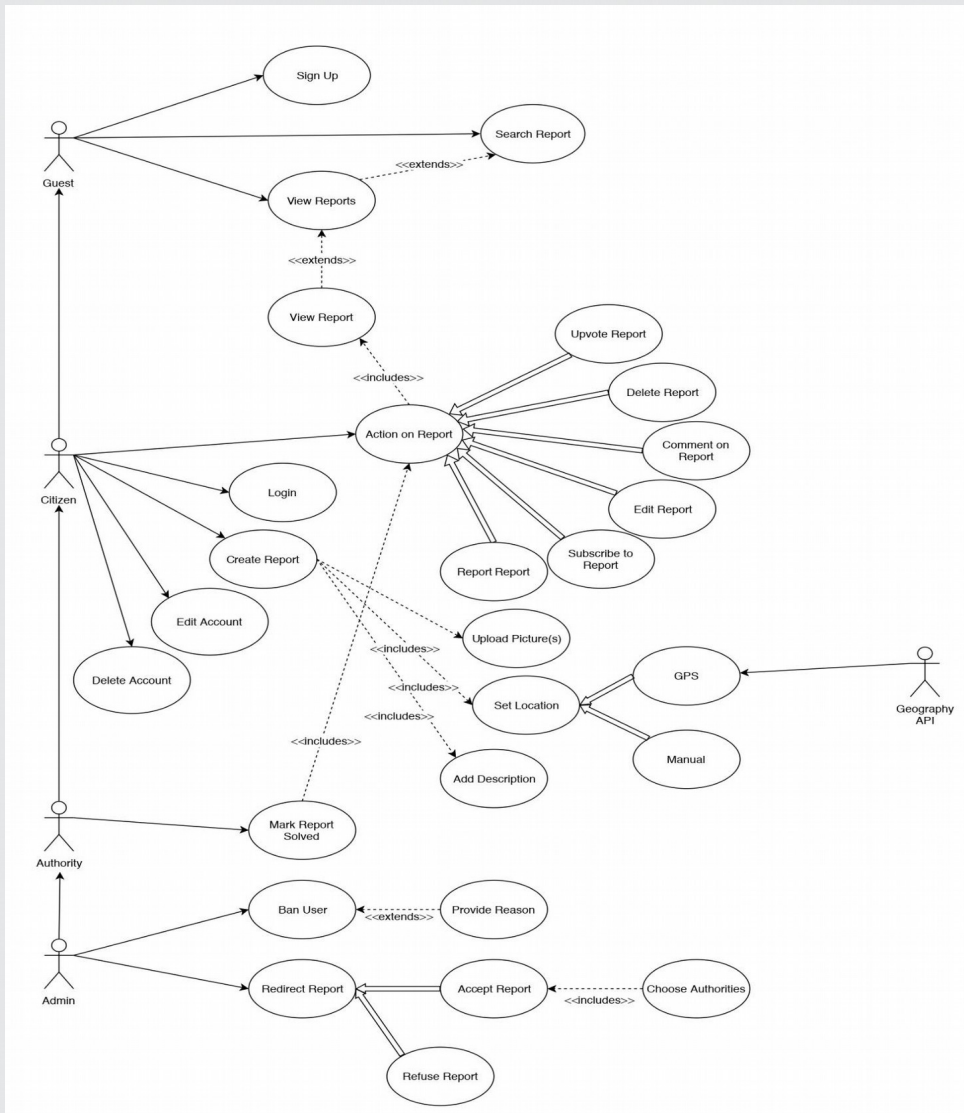 Sign Up
Search Report
<<extends>>
Guest
View Reports
<<extends>>
View Report
Upvote Report
<<includes>>
Delete Report
Action on Report
Comment on
Report
Citizen
Login
Edit Report
Create Report
Subscribe to
Report
Report Report
Edit Account
Upload Picture(s)
<<includes>>
Delete Account
GPS
<<includes>>
Set Location
Geography
API
<<includes>>
<<includes>>
Manual
Add Description
Mark Report
Solved
Authority
Ban User
<<extends>>
Provide Reason
Admin
Redirect Report
Accept Report
<<includes>>
Choose Authorities
Refuse Report